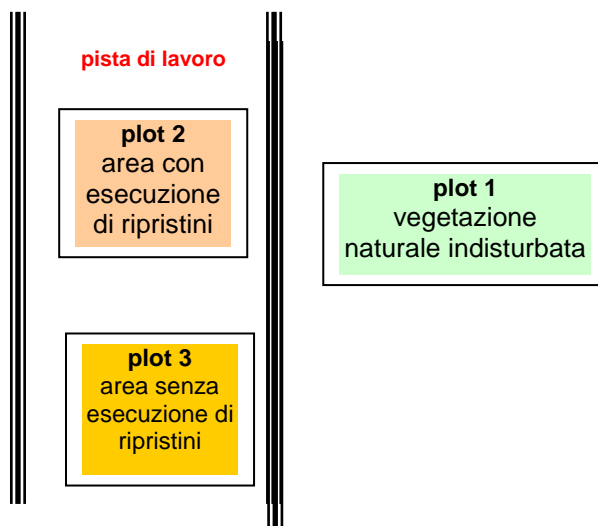 pista di lavoro
plot 2
area con
esecuzione
di ripristini
plot 1
vegetazione
naturale indisturbata
plot 3
area senza
esecuzione di
ripristini